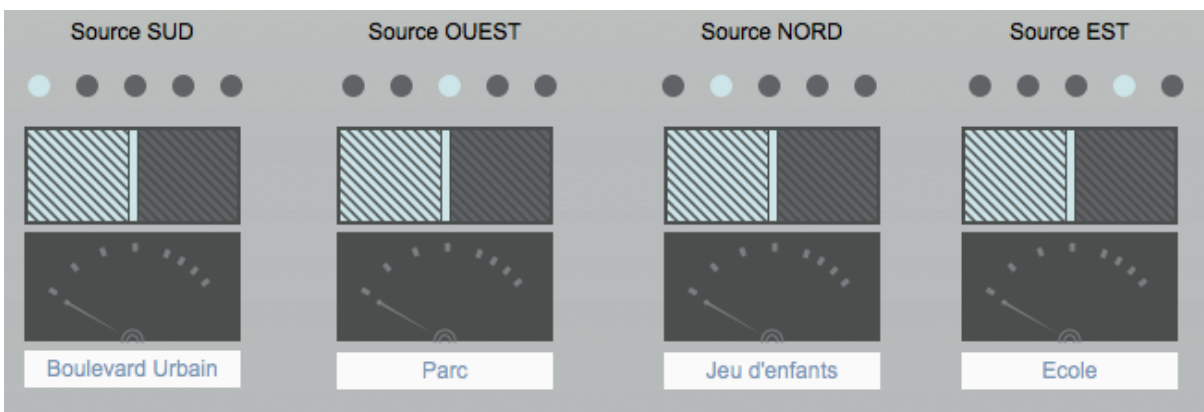 Source SUD
Source OUEST
Source NORD
Source EST
Boulevard Urbain
Parc
Jeu d'enfants
Ecole